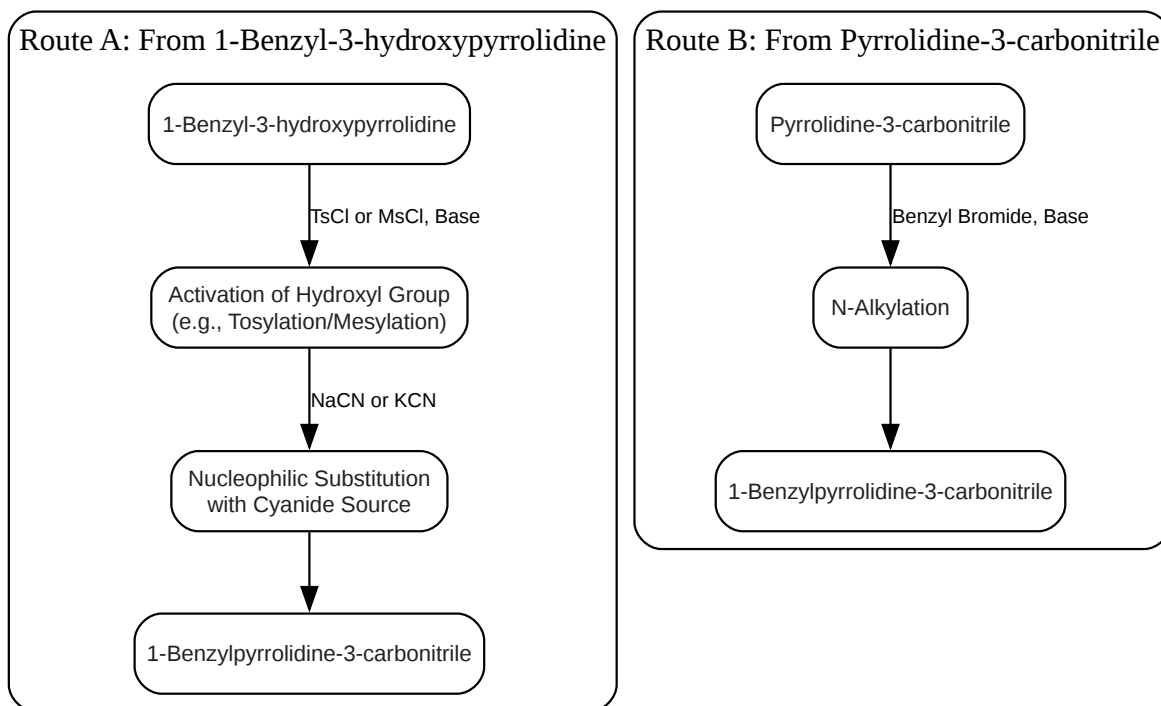 Route A: From 1-Benzyl-3-hydroxypyrrolidine
1-Benzyl-3-hydroxypyrrolidine
TsCl or MsCl, Base
Activation of Hydroxyl Group
(e.g., Tosylation/Mesylation)
NaCN or KCN
Nucleophilic Substitution
with Cyanide Source
1-Benzylpyrrolidine-3-carbonitrile
Route B: From Pyrrolidine-3-carbonitrile
Pyrrolidine-3-carbonitrile
Benzyl Bromide, Base
N-Alkylation
1-Benzylpyrrolidine-3-carbonitrile